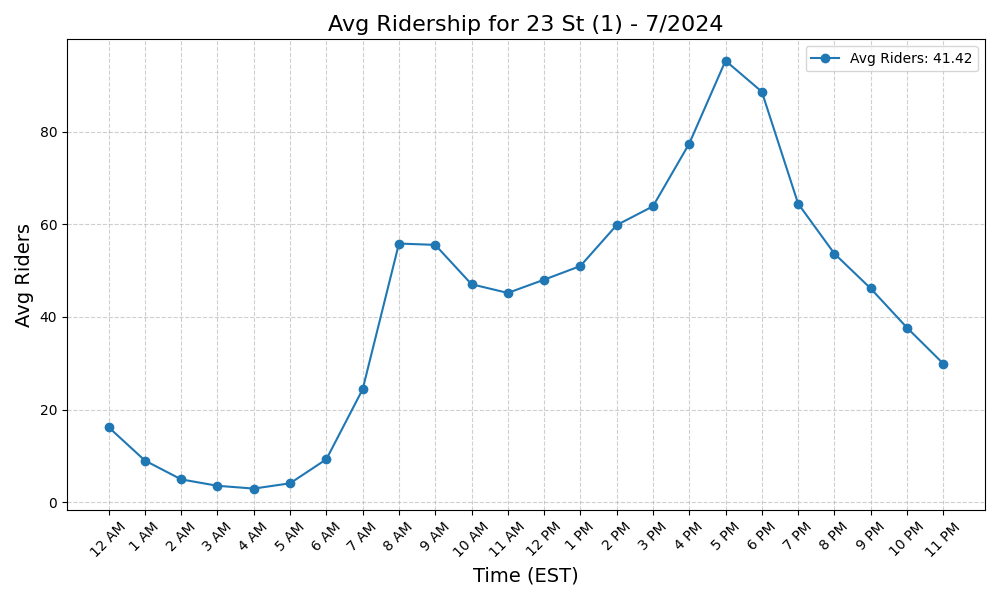 Avg Ridership for 23 St (1) - 7/2024
Avg Riders: 41.42
Avg Riders
80
60
40
20
0
12 AM
1 AM
2 AM
3 AM
4 AM
5 AM
6 AM
7 AM
8 AM
9 AM
10 AM
11 AM
12 PM
1 PM
2 PM
3 PM
4 PM
5 PM
6 PM
7 PM
8 PM
9 PM
10 PM
11 PM
Time (EST)